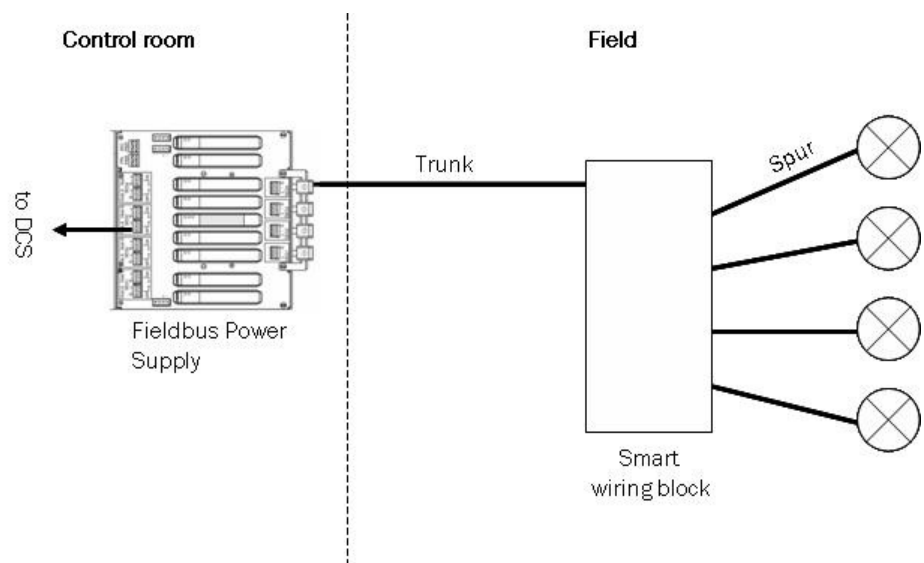 Control room
Field
Trunk
Spur
to DCS
Fieldbus Power
Supply
Smart
wiring block